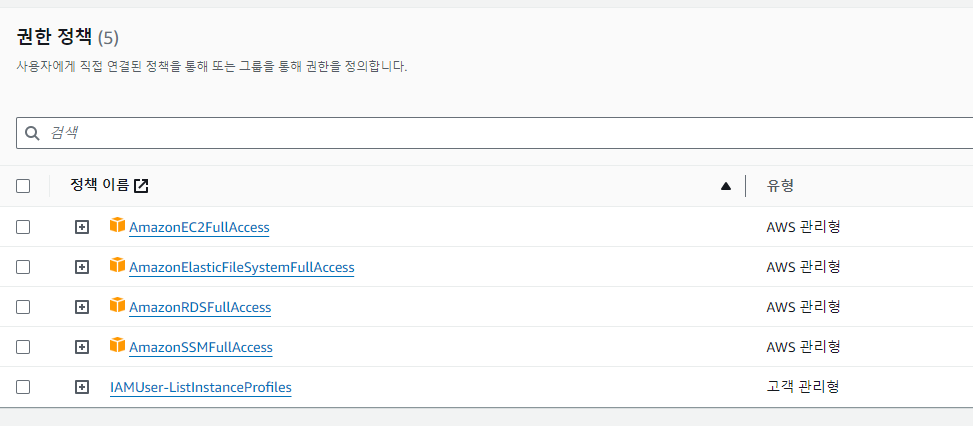 권한 정책 (5)
사용자에게 직접 연결된 정책을 통해 또는 그룹을 통해 권한을 정의합니다.
검색
정책 이름 유형
AmazonEC2FullAccess AWS 관리형
AmazonElasticFileSystemFullAccess AWS 관리형
AmazonRDSFullAccess AWS 관리형
AmazonSSMFullAccess AWS 관리형
IAMUser-ListInstanceProfiles 고객 관리형